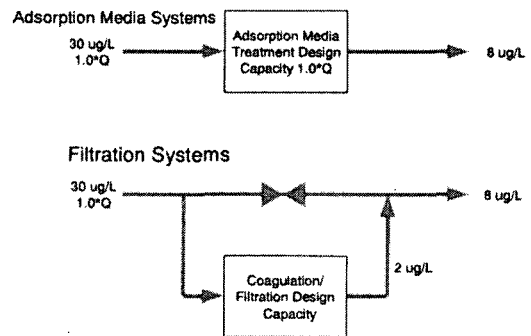 Adsorption Media Systems
30 ug/L
1.0*Q
Adsorption Media
Treatment Design
Capacity 1.0*Q
8 ug/L
Filtration Systems
30 ug/L
1.0*Q
8 ug/L
Coagulation/
Filtration Design
Capacity
2 ug/L